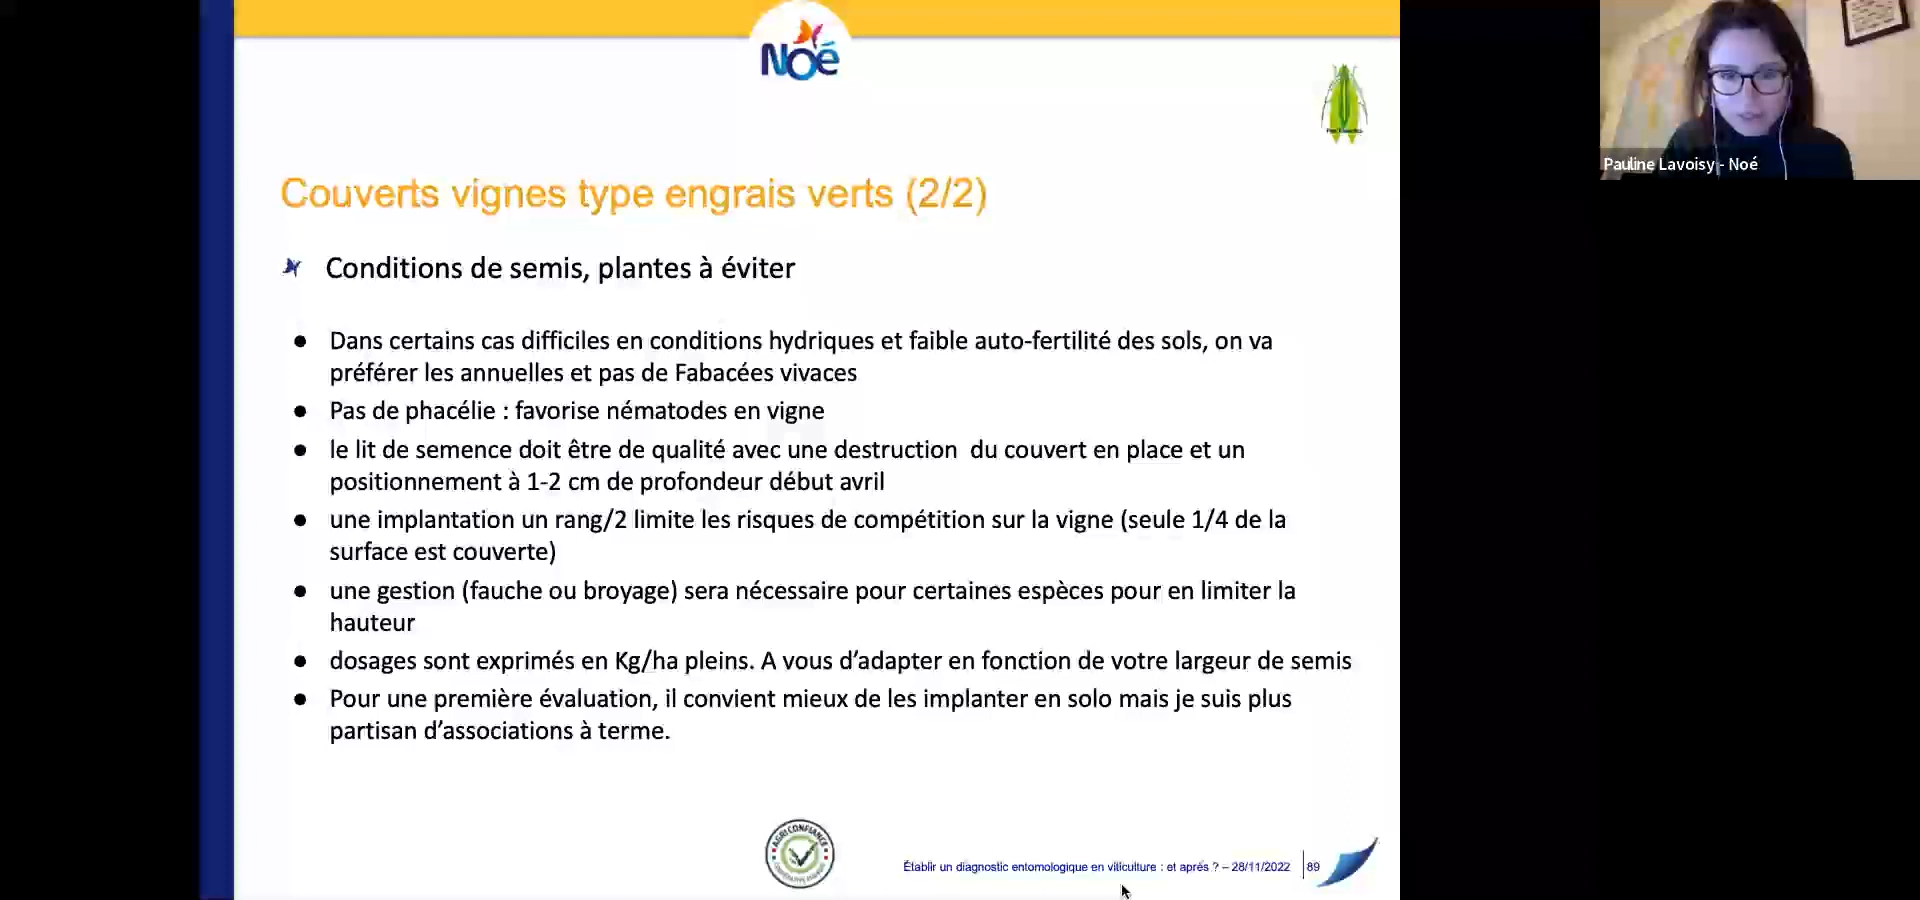 Noé
Pauline Lavoisy - Noé
Couverts vignes type engrais verts (2/2)
Conditions de semis, plantes à éviter
● Dans certains cas difficiles en conditions hydriques et faible auto-fertilité des sols, on va
préférer les annuelles et pas de Fabacées vivaces
● Pas de phacélie : favorise nématodes en vigne
● le lit de semence doit être de qualité avec une destruction  du couvert en place et un
positionnement à 1-2 cm de profondeur début avril
● une implantation un rang/2 limite les risques de compétition sur la vigne (seule 1/4 de la
surface est couverte)
● une gestion (fauche ou broyage) sera nécessaire pour certaines espèces pour en limiter la
hauteur
● dosages sont exprimés en Kg/ha pleins. A vous d’adapter en fonction de votre largeur de semis
● Pour une première évaluation, il convient mieux de les implanter en solo mais je suis plus
partisan d’associations à terme.
AGRI CONFIANCE
Établir un diagnostic entomologique en viticulture : et après ? – 28/11/2022
89